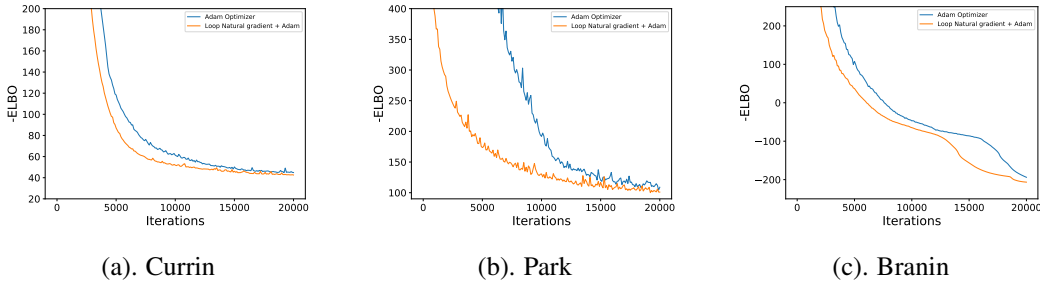 Adam Optimizer
Loop Natural gradient + Adam
200
180
160
140
120
100
80
60
40
20
-ELBO
0 5000 10000 15000 20000
Iterations
(a). Currin
Adam Optimizer
Loop Natural gradient + Adam
400
350
300
250
200
150
100
-ELBO
0 5000 10000 15000 20000
Iterations
(b). Park
Adam Optimizer
Loop Natural gradient + Adam
200
100
0
−100
−200
-ELBO
0 5000 10000 15000 20000
Iterations
(c). Branin